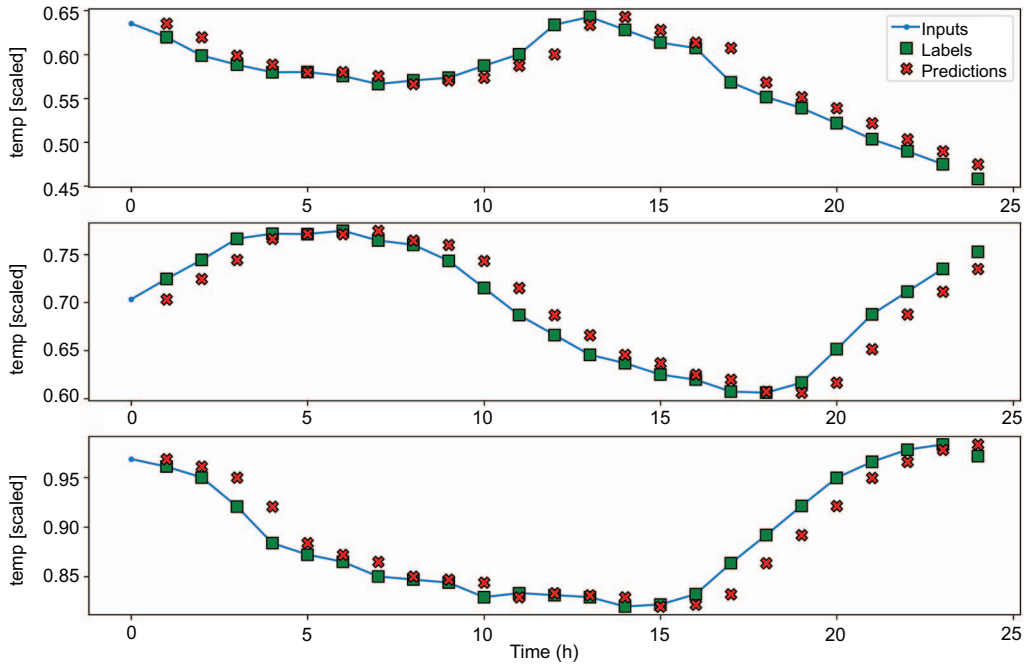 0.65
0.60
0.55
0.50
0.45
temp [scaled]
Inputs
Labels
Predictions
0 5 10 15 20 25
0.75
0.70
0.65
0.60
temp [scaled]
0 5 10 15 20 25
0.95
0.90
0.85
temp [scaled]
0 5 10 15 20 25
Time (h)